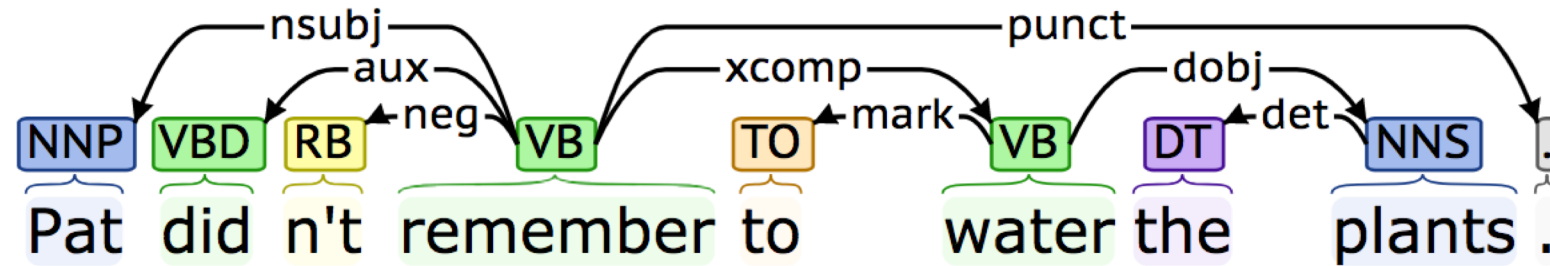 nsubj punct
aux xcomp dobj
neg mark det
NNP VBD RB VB TO VB DT NNS .
Pat did n't remember to water the plants .